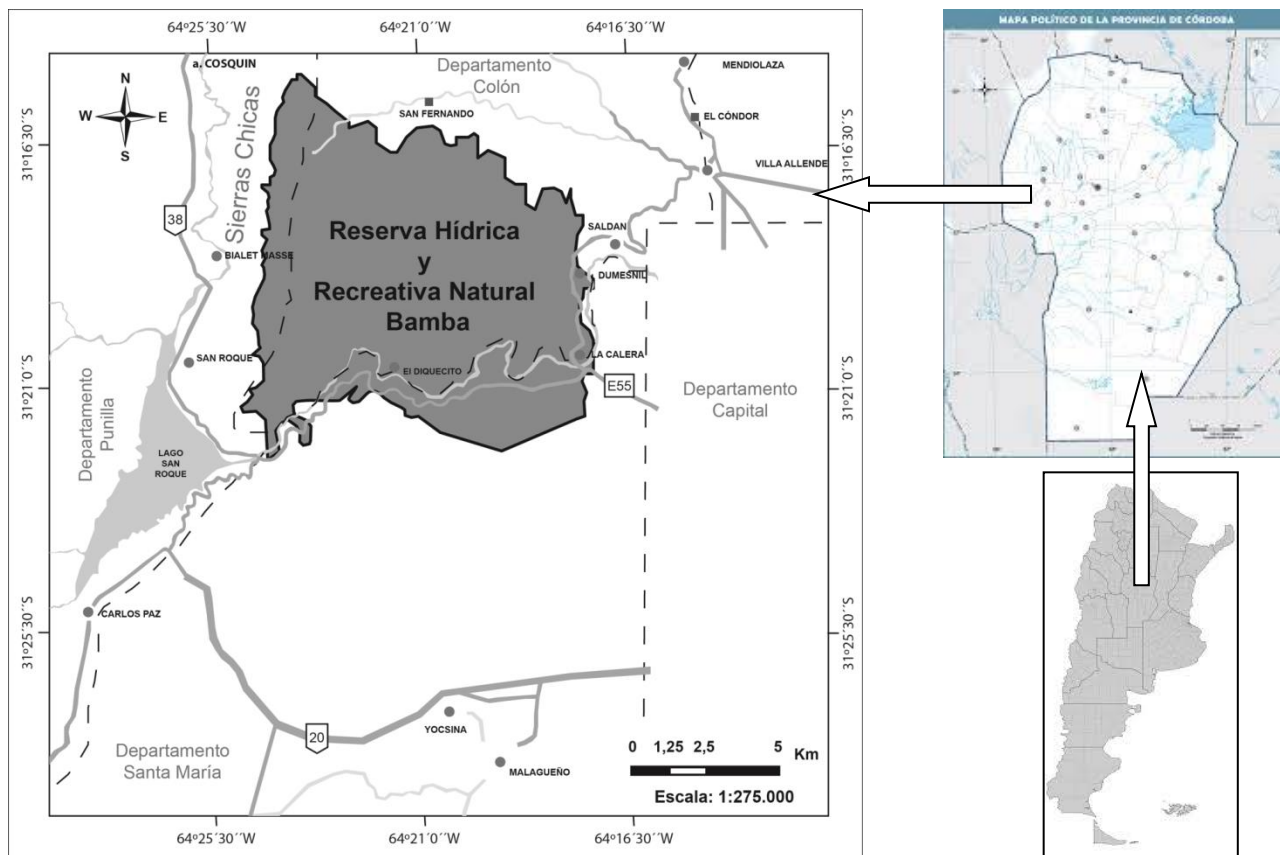 64º25´30´´W
64º21´0´´W
64º16´30´´W
MAPA POLÍTICO DE LA PROVINCIA DE CÓRDOBA
a. COSQUIN
Departamento
Colón
MENDIOLAZA
N
W E
S
SAN FERNANDO
EL CÓNDOR
31º16´30´´S
31º16´30´´S
VILLA ALLENDE
Sierras Chicas
38
Reserva Hídrica
y
Recreativa Natural
Bamba
SALDAN
BIALET MASSE
DUMESNIL
SAN ROQUE
El DIQUECITO
LA CALERA
E55
31º21´0´´S
31º21´0´´S
Departamento
Punilla
Departamento
Capital
LAGO
SAN
ROQUE
CARLOS PAZ
31º25´30´´S
31º25´30´´S
20
YOCSINA
Departamento
Santa María
MALAGUEÑO
0 1,25 2,5 5 Km
Escala: 1:275.000
64º25´30´´W
64º21´0´´W
64º16´30´´W